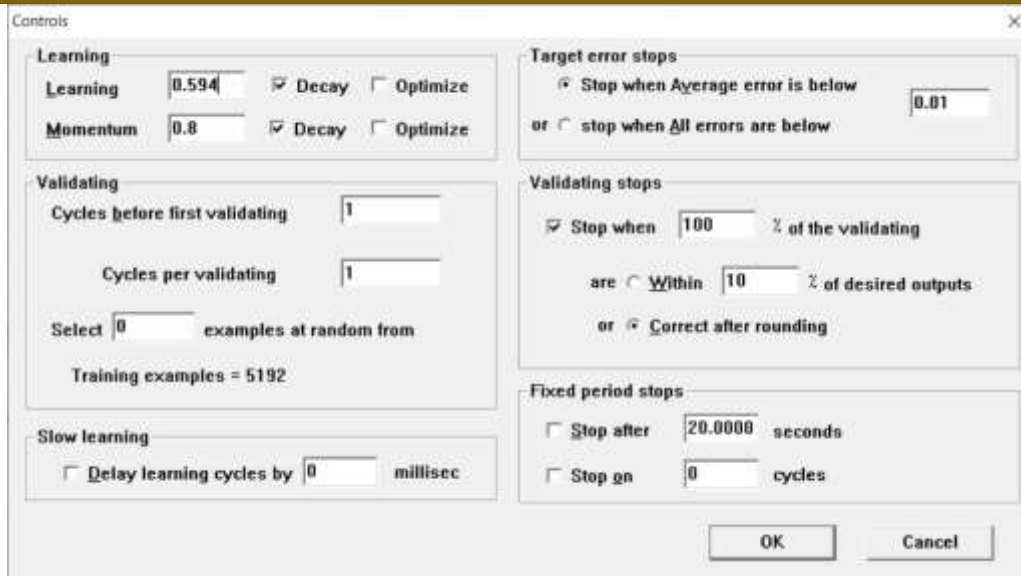 Controls
Learning
Learning 0.594 Decay Optimize
Momentum 0.8 Decay Optimize
Validating
Cycles before first validating 1
Cycles per validating 1
Select 0 examples at random from
Training examples = 5192
Slow learning
Delay learning cycles by 0 millisec
Target error stops
Stop when Average error is below
0.01
or stop when All errors are below
Validating stops
Stop when 100 % of the validating
are Within 10 % of desired outputs
or Correct after rounding
Fixed period stops
Stop after 20.0000 seconds
Stop on 0 cycles
OK Cancel